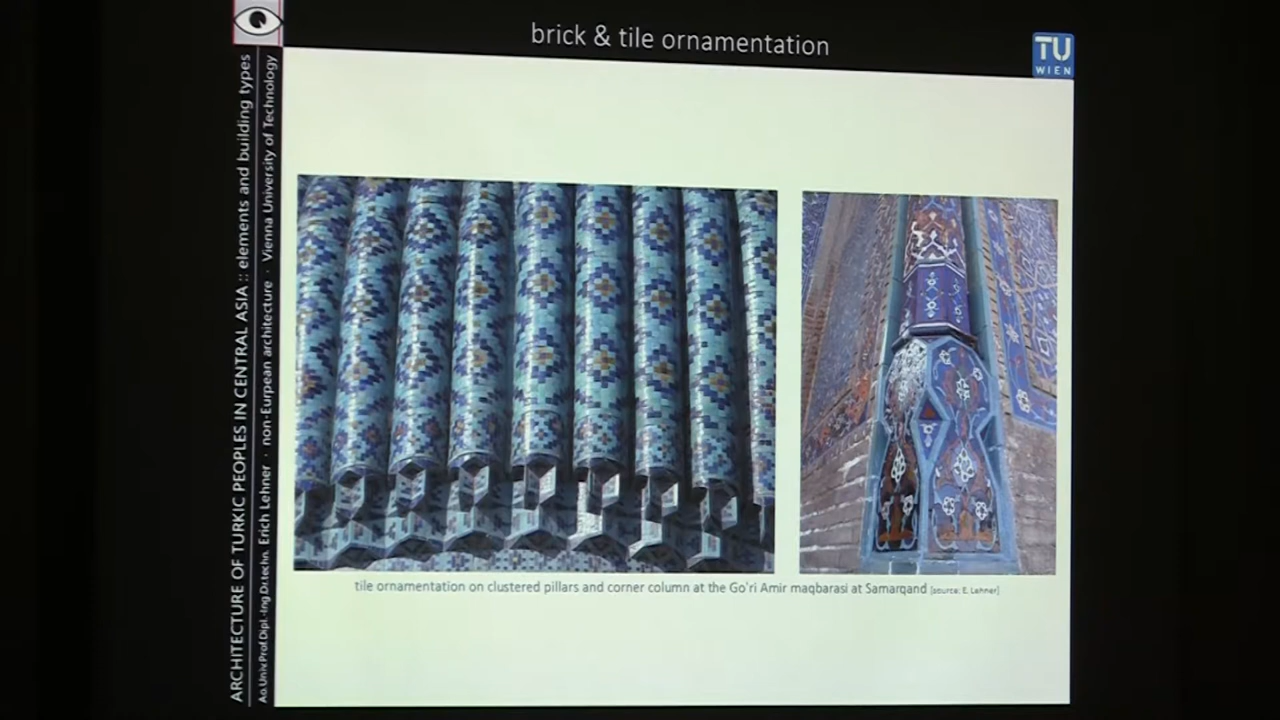 brick & tile ornamentation
TU
WIEN
ARCHITECTURE OF TURKIC PEOPLES IN CENTRAL ASIA :: elements and building types
Ao.Univ.Prof.Dipl.-Ing Dr.techn. Erich Lehner · non-Eurpean architecture · Vienna University of Technology
tile ornamentation on clustered pillars and corner column at the Go'ri Amir maqbarasi at Samarqand [source: E. Lehner]